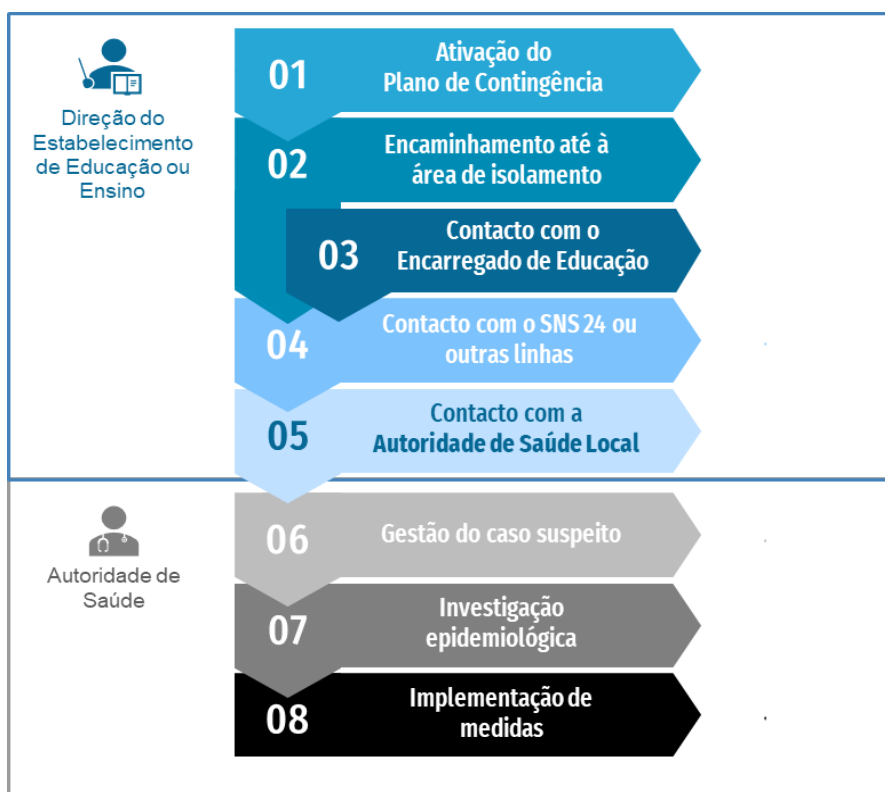 Direção do
Estabelecimento
de Educação ou
Ensino
01
Ativação do
Plano de Contingência
02
Encaminhamento até à
área de isolamento
03
Contacto com o
Encarregado de Educação
04
Contacto com o SNS 24 ou
outras linhas
05
Contacto com a
Autoridade de Saúde Local
Autoridade de
Saúde
06
Gestão do caso suspeito
07
Investigação
epidemiológica
08
Implementação de
medidas